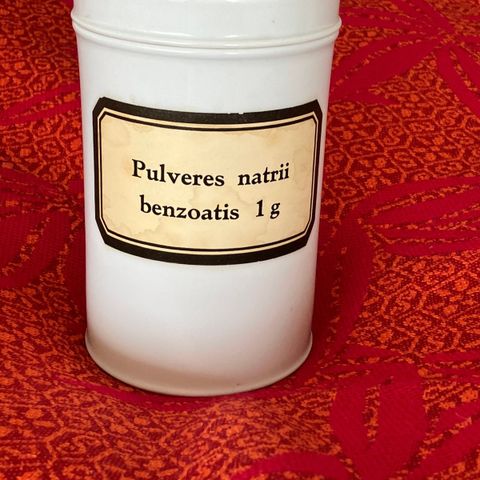 Pulveres natrii
benzoatis 1 g